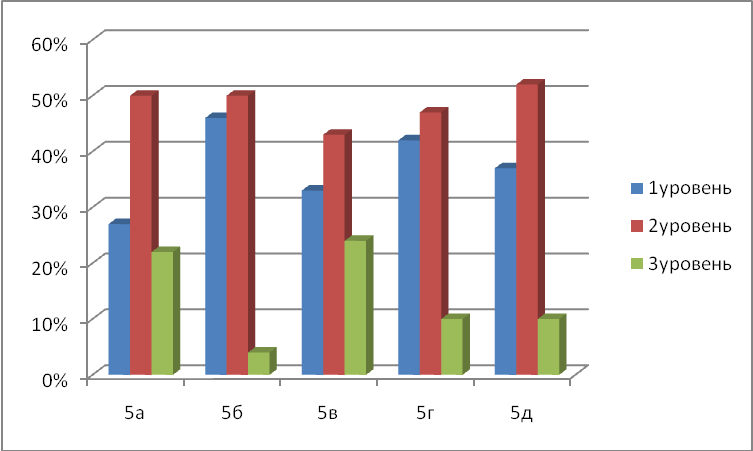 60%
50%
40%
30%
20%
10%
0%
5а
5б
5в
5г
5д
1уровень
2уровень
3уровень